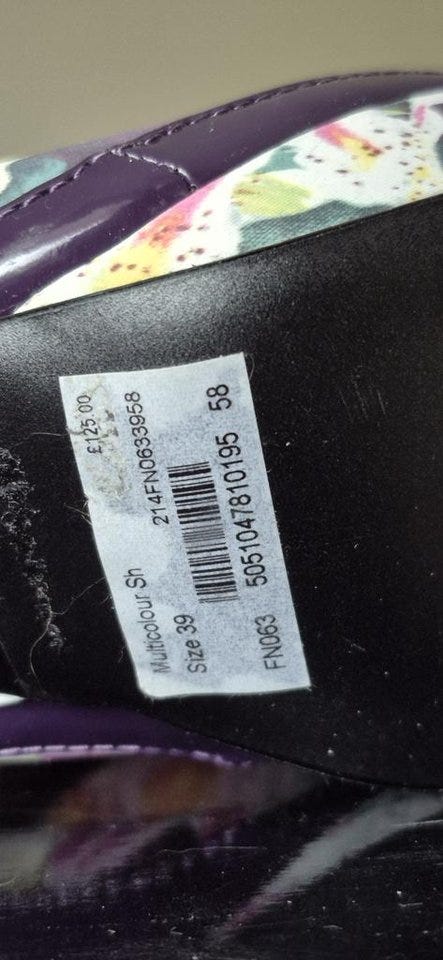 £125.00
Multicolour Sh 214FN0633958
Size 39
5051047810195 58
FN063